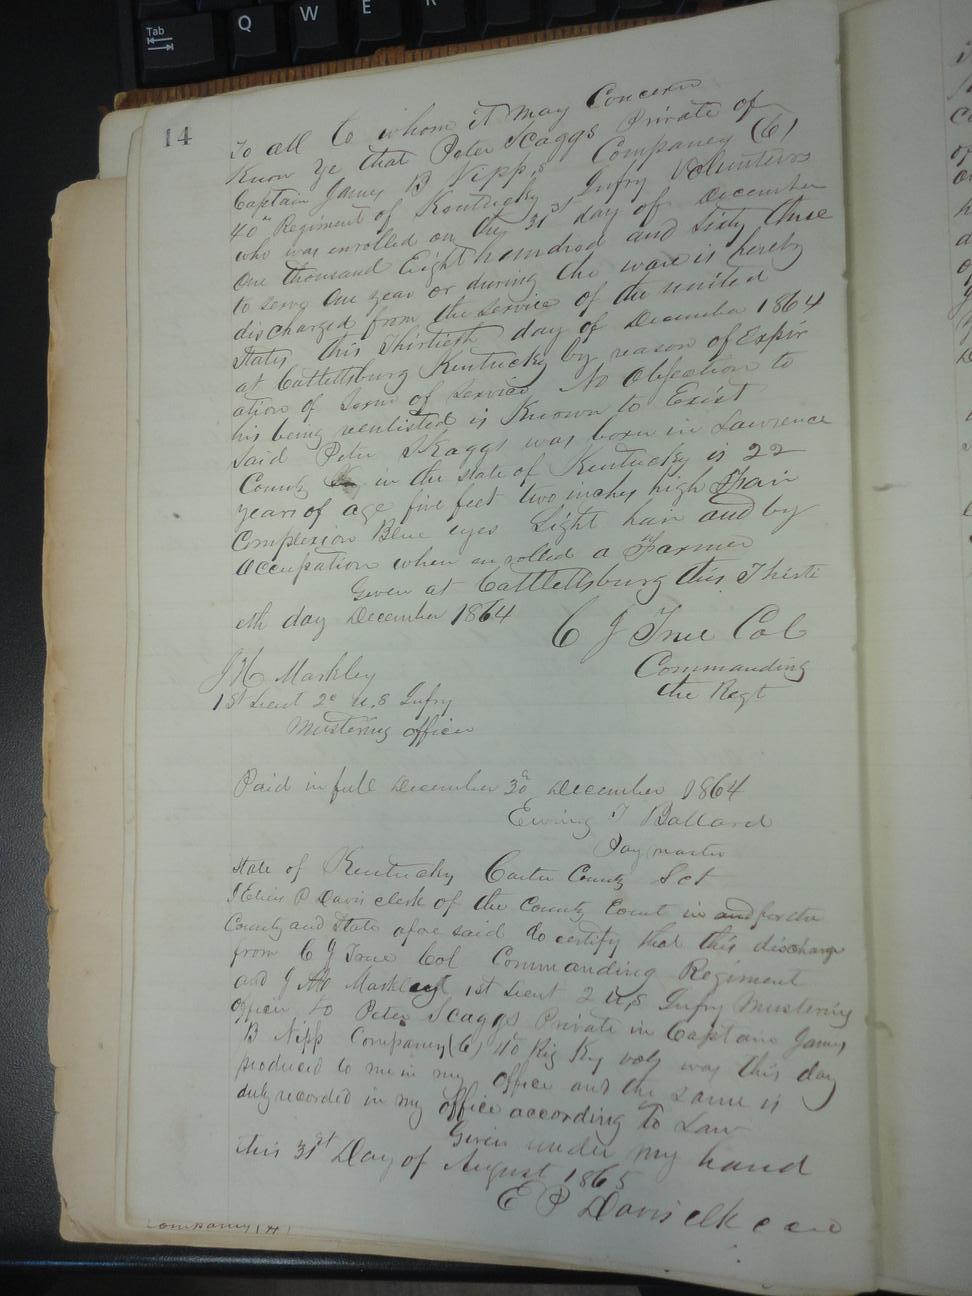 Tab
Q
W
E
R
14
To all to whom it may Concern
Know ye that Peter Scaggs Private of
Captain James B Nipp,s Company (C)
40" Regiment of Kentucky Infry Volunteers
who was enrolled on the 31st day of December
One thousand Eight hundred and Sixty three
to serve One year or during the ware is hereby
discharged from the Service of the united
States this Thirtieth day of December 1864
at Cattlettsburg Kentucky by reason of Expir
ation of Term of Service No Objection to
his being reenlisted is Known to Exist
Said Peter Skaggs was born in Lawrence
County in the State of Kentucky is 22
years of age five feet two inches high Fair
Complexion Blue eyes Light hair and by
Occupation when enrolled a Farmer
Given at Cattlettsburg this Thirti
eth day December 1864
C J True Col
Commanding
the Regt
J H Markley
1st Lieut 2d U,S Infry
Mustering officer
Paid in full December 30 December 1864
Ewing T Ballard
Pay master
State of Kentucky Carter County Sct
I P Davis clerk of the County Court in and for the
County and State afore said do certify that this discharge
from C J True Col Commanding Regiment
and J H 1st Lieut 2 U,S Infry Mustering
officer to Peter Scaggs Private in Captain James
B Nipp Company (C) 40 Rig Ky vols was this day
produced to me in my Office and the same is
duly recorded in my office according to Law
Given under my hand
this 31st Day of August 1865
E P Davis clk
Company (H)